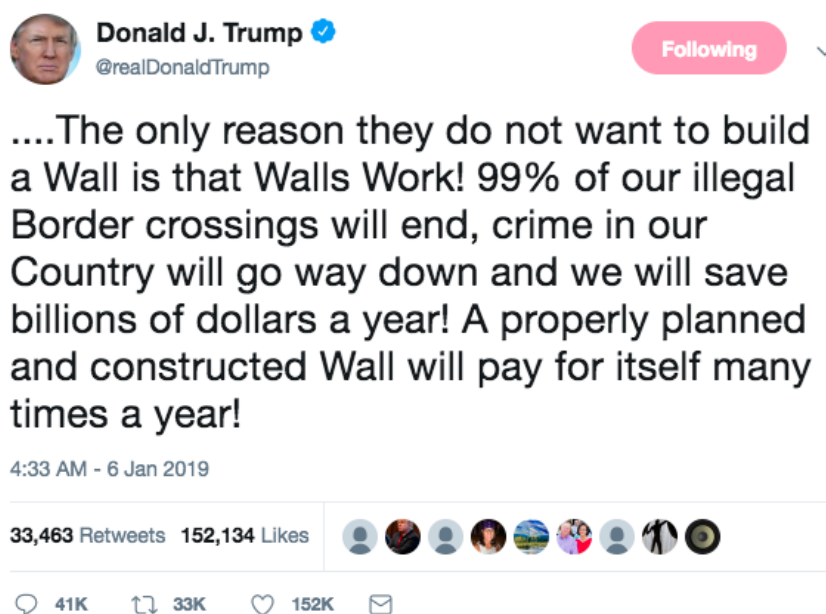 Donald J. Trump
@realDonaldTrump
Following
....The only reason they do not want to build
a Wall is that Walls Work! 99% of our illegal
Border crossings will end, crime in our
Country will go way down and we will save
billions of dollars a year! A properly planned
and constructed Wall will pay for itself many
times a year!
4:33 AM - 6 Jan 2019
33,463 Retweets 152,134 Likes
41K 33K 152K